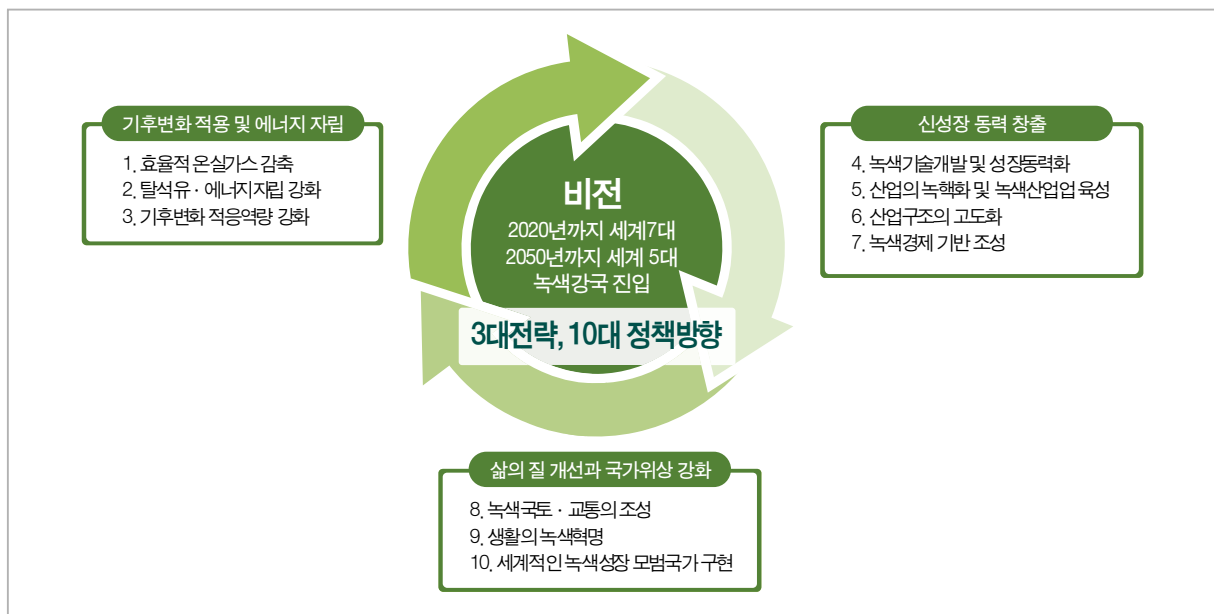 기후변화 적용 및 에너지 자립
1. 효율적 온실가스 감축
2. 탈석유 · 에너지자립 강화
3. 기후변화 적응역량 강화
비전
2020년까지 세계7대
2050년까지 세계 5대
녹색강국 진입
3대전략, 10대 정책방향
신성장 동력 창출
4. 녹색기술개발 및 성장동력화
5. 산업의 녹핵화 및 녹색산업업 육성
6. 산업구조의 고도화
7. 녹색경제 기반 조성
삶의 질 개선과 국가위상 강화
8. 녹색국토 · 교통의 조성
9. 생활의 녹색혁명
10. 세계적인 녹색성장 모범국가 구현